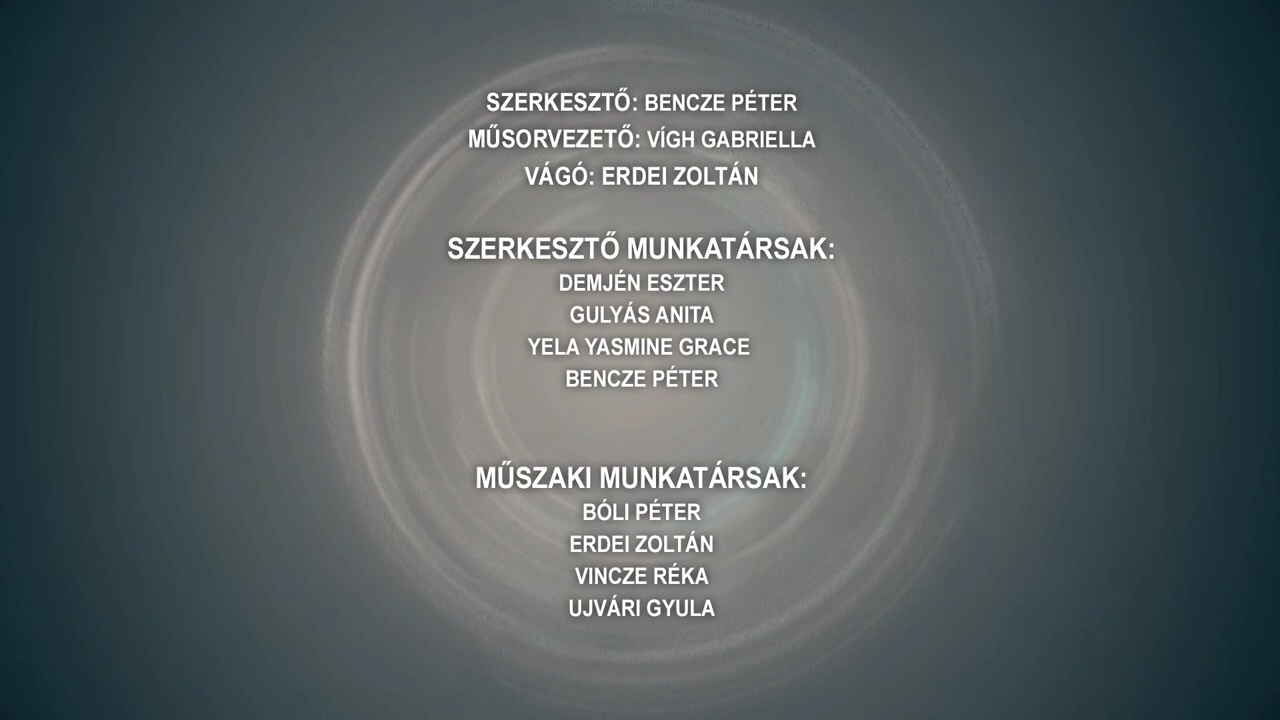 SZERKESZTŐ: BENCZE PÉTER
MŰSORVEZETŐ: VÍGH GABRIELLA
VÁGÓ: ERDEI ZOLTÁN
SZERKESZTŐ MUNKATÁRSAK:
DEMJÉN ESZTER
GULYÁS ANITA
YELA YASMINE GRACE
BENCZE PÉTER
MŰSZAKI MUNKATÁRSAK:
BÓLI PÉTER
ERDEI ZOLTÁN
VINCZE RÉKA
UJVÁRI GYULA